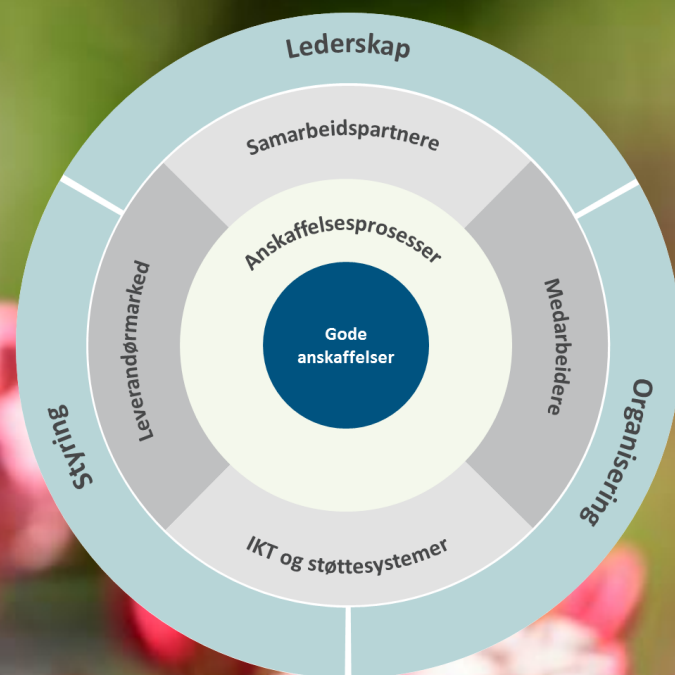 Lederskap
Samarbeidspartnere
Anskaffelsesprosesser
Gode
anskaffelser
Leverandørmarked
Medarbeidere
Styring
Organisering
IKT og støttesystemer